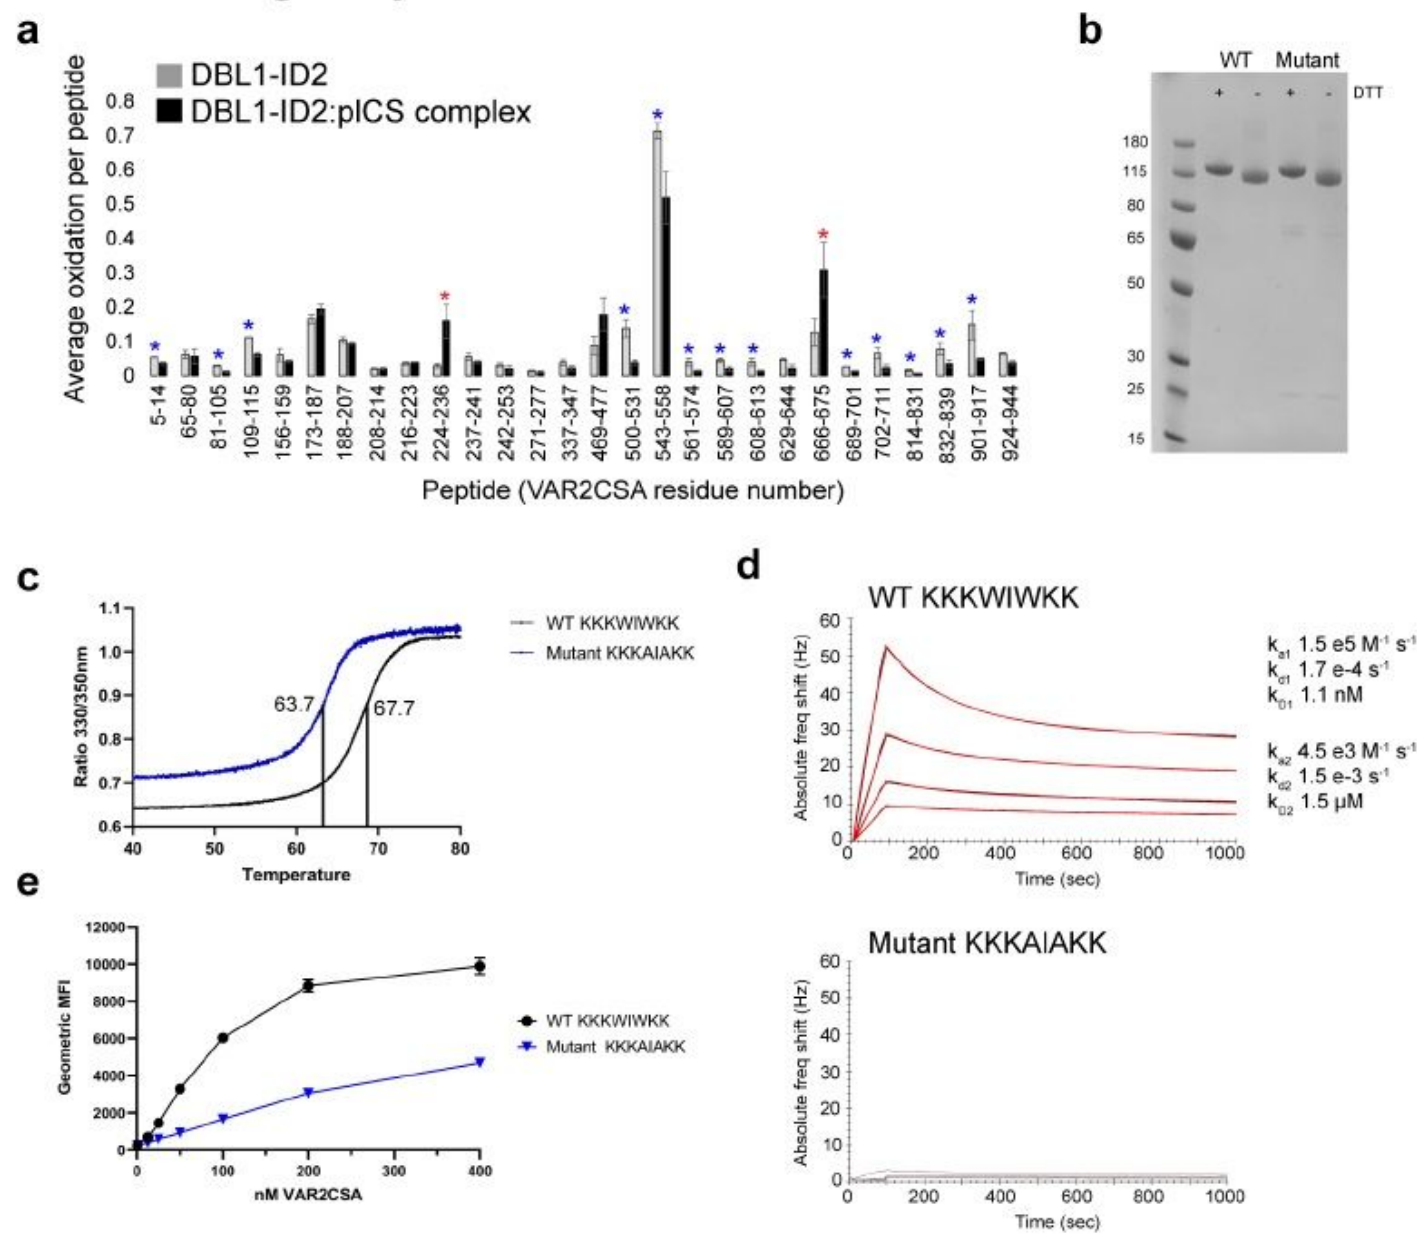 a
DBL1-ID2
DBL1-ID2:plCS complex
Average oxidation per peptide
0.8
0.7
0.6
0.5
0.4
0.3
0.2
0.1
0
* * * * * * * * * * * * * * *
5-14
65-80
81-105
109-115
156-159
173-187
188-207
208-214
216-223
224-236
237-241
242-253
271-277
337-347
469-477
500-531
543-558
561-574
589-607
608-613
629-644
666-675
689-701
702-711
814-831
832-839
901-917
924-944
Peptide (VAR2CSA residue number)
b
WT Mutant
+ - + - DTT
180
115
80
65
50
30
25
15
c
Ratio 330/350nm
1.1
1.0
0.9
0.8
0.7
0.6
63.7
67.7
40 50 60 70 80
Temperature
WT KKKWIWKK
Mutant KKKAIAKK
d
WT KKKWIWKK
Absolute freq shift (Hz)
60
50
40
30
20
10
0
0 200 400 600 800 1000
Time (sec)
ka1 1.5 e5 M-1 s-1
kd1 1.7 e-4 s-1
kD1 1.1 nM
ka2 4.5 e3 M-1 s-1
kd2 1.5 e-3 s-1
kD2 1.5 µM
Mutant KKKAIAKK
Absolute freq shift (Hz)
60
50
40
30
20
10
0
0 200 400 600 800 1000
Time (sec)
e
Geometric MFI
12000
10000
8000
6000
4000
2000
0
0 100 200 300 400
nM VAR2CSA
WT KKKWIWKK
Mutant KKKAIAKK